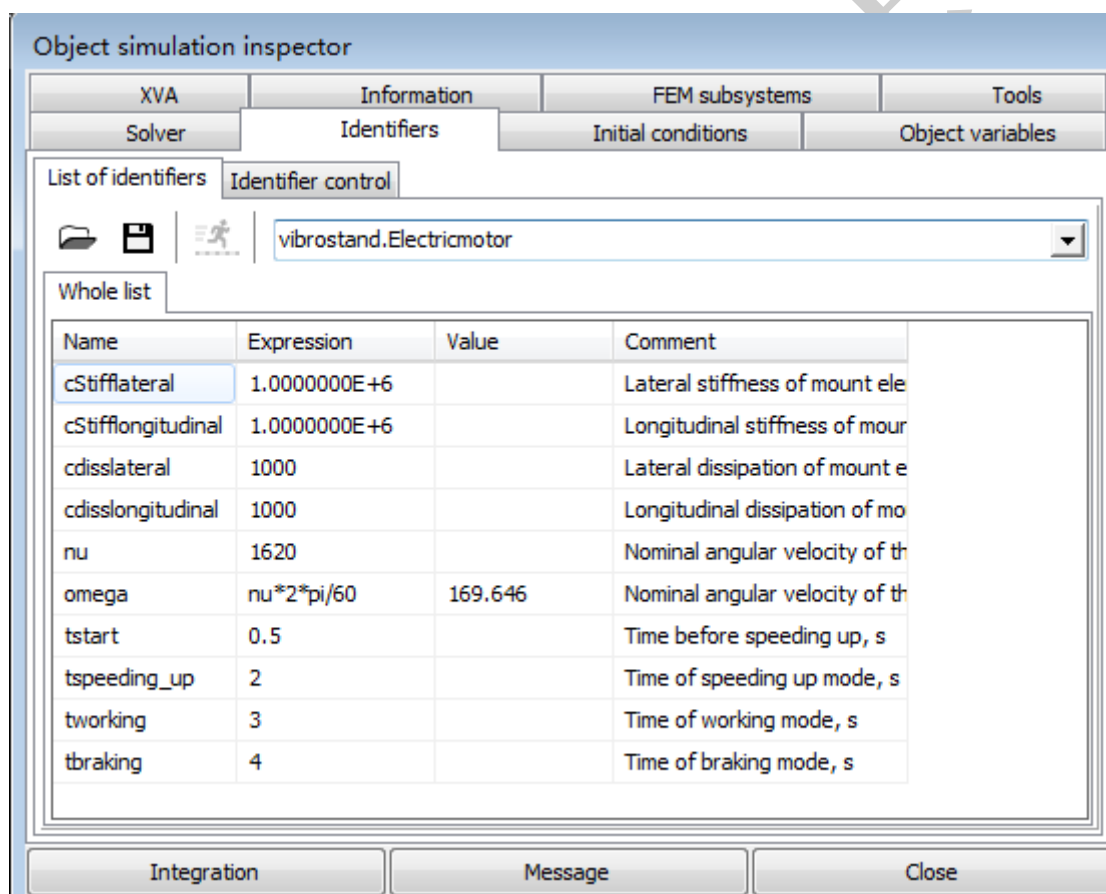 Object simulation inspector
XVA Information FEM subsystems Tools
Solver Identifiers Initial conditions Object variables
List of identifiers Identifier control
vibrostand.Electricmotor
Whole list
Name Expression Value Comment
cStifflateral 1.0000000E+6 Lateral stiffness of mount ele
cStifflongitudinal 1.0000000E+6 Longitudinal stiffness of mour
cdisslateral 1000 Lateral dissipation of mount e
cdisslongitudinal 1000 Longitudinal dissipation of mo
nu 1620 Nominal angular velocity of th
omega nu*2*pi/60 169.646 Nominal angular velocity of th
tstart 0.5 Time before speeding up, s
tspeeding_up 2 Time of speeding up mode, s
tworking 3 Time of working mode, s
tbraking 4 Time of braking mode, s
Integration Message Close